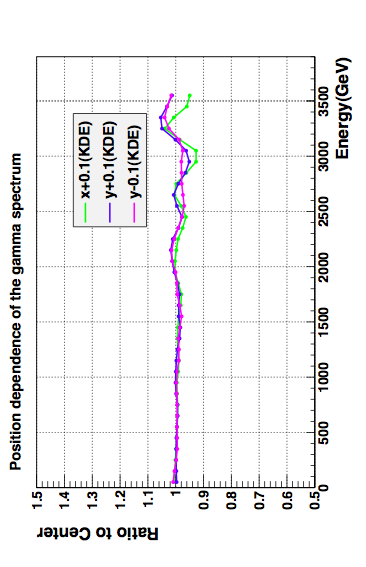 Position dependence of the gamma spectrum
Ratio to Center
1.5
1.4
1.3
1.2
1.1
1
0.9
0.8
0.7
0.6
0.5
x+0.1(KDE)
y+0.1(KDE)
y-0.1(KDE)
0 500 1000 1500 2000 2500 3000 3500
Energy(GeV)